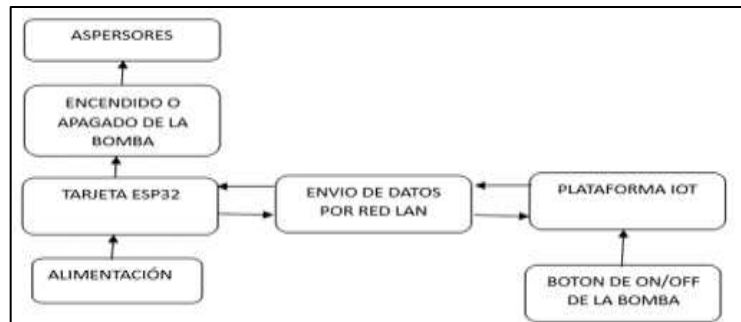 ASPERSORES
ENCENDIDO O
APAGADO DE LA
BOMBA
TARJETA ESP32
ENVIO DE DATOS
POR RED LAN
PLATAFORMA IOT
ALIMENTACIÓN
BOTON DE ON/OFF
DE LA BOMBA